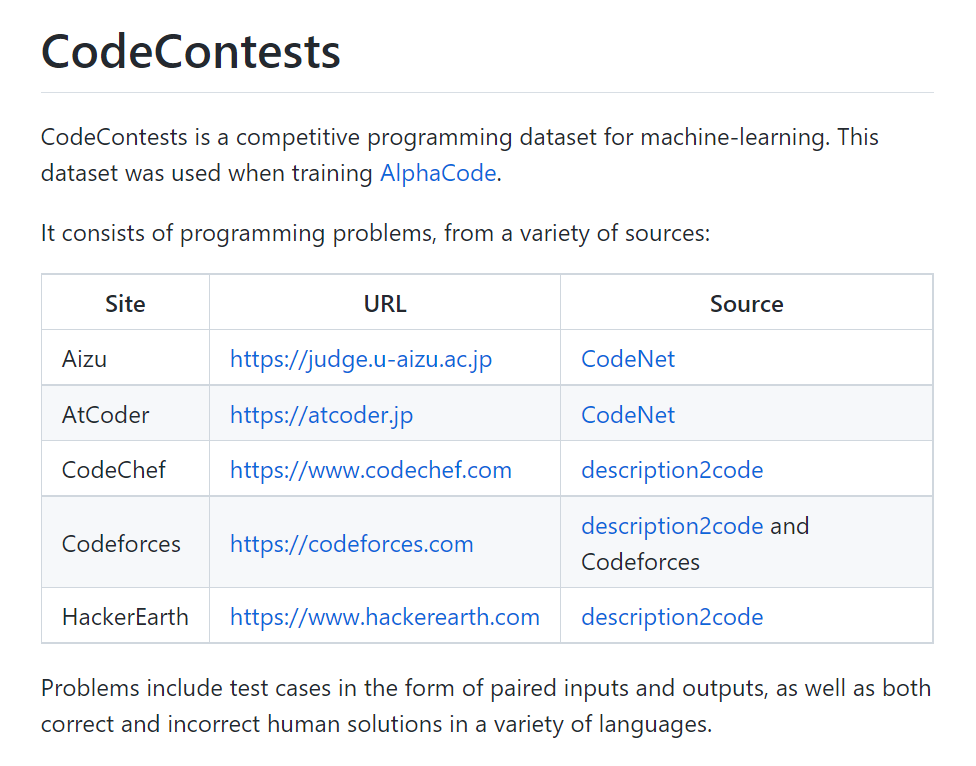 CodeContests
CodeContests is a competitive programming dataset for machine-learning. This
dataset was used when training AlphaCode.
It consists of programming problems, from a variety of sources:
Site URL Source
Aizu https://judge.u-aizu.ac.jp CodeNet
AtCoder https://atcoder.jp CodeNet
CodeChef https://www.codechef.com description2code
Codeforces https://codeforces.com description2code and
Codeforces
HackerEarth https://www.hackerearth.com description2code
Problems include test cases in the form of paired inputs and outputs, as well as both
correct and incorrect human solutions in a variety of languages.